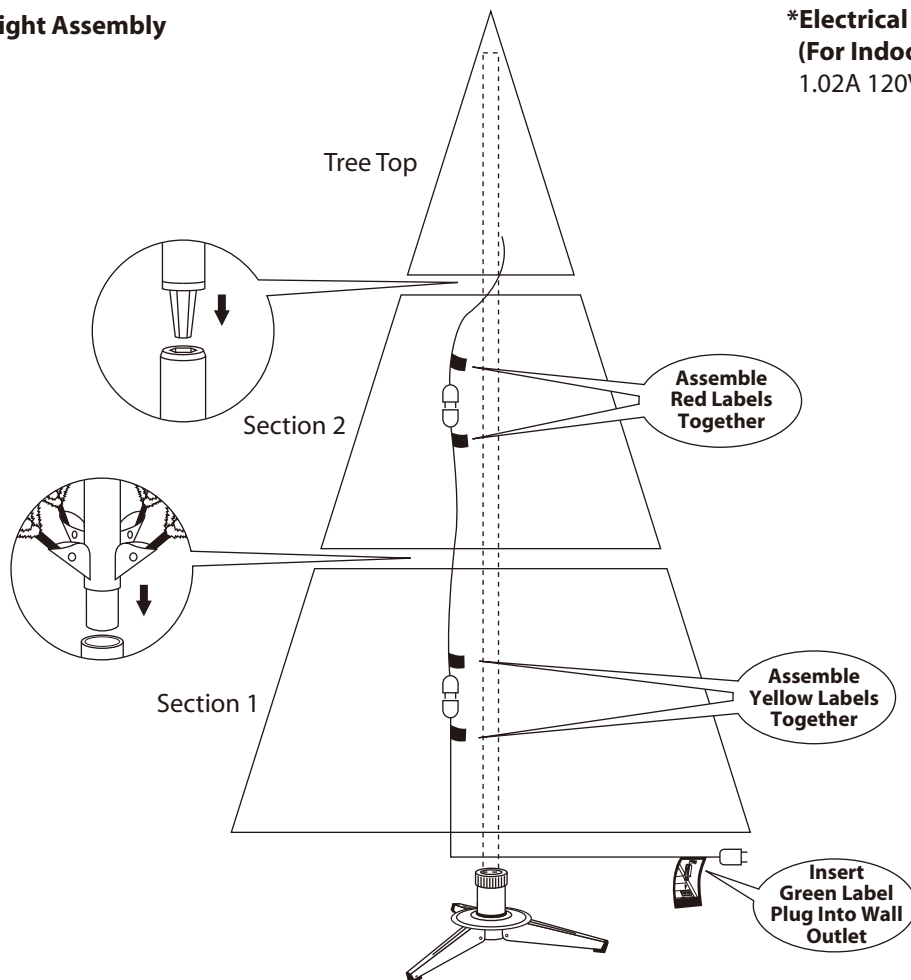 ight Assembly
*Electrical
(For Indoo
1.02A 120V
Tree Top
Assemble
Red Labels
Together
Section 2
Assemble
Yellow Labels
Together
Section 1
Insert
Green Label
Plug Into Wall
Outlet